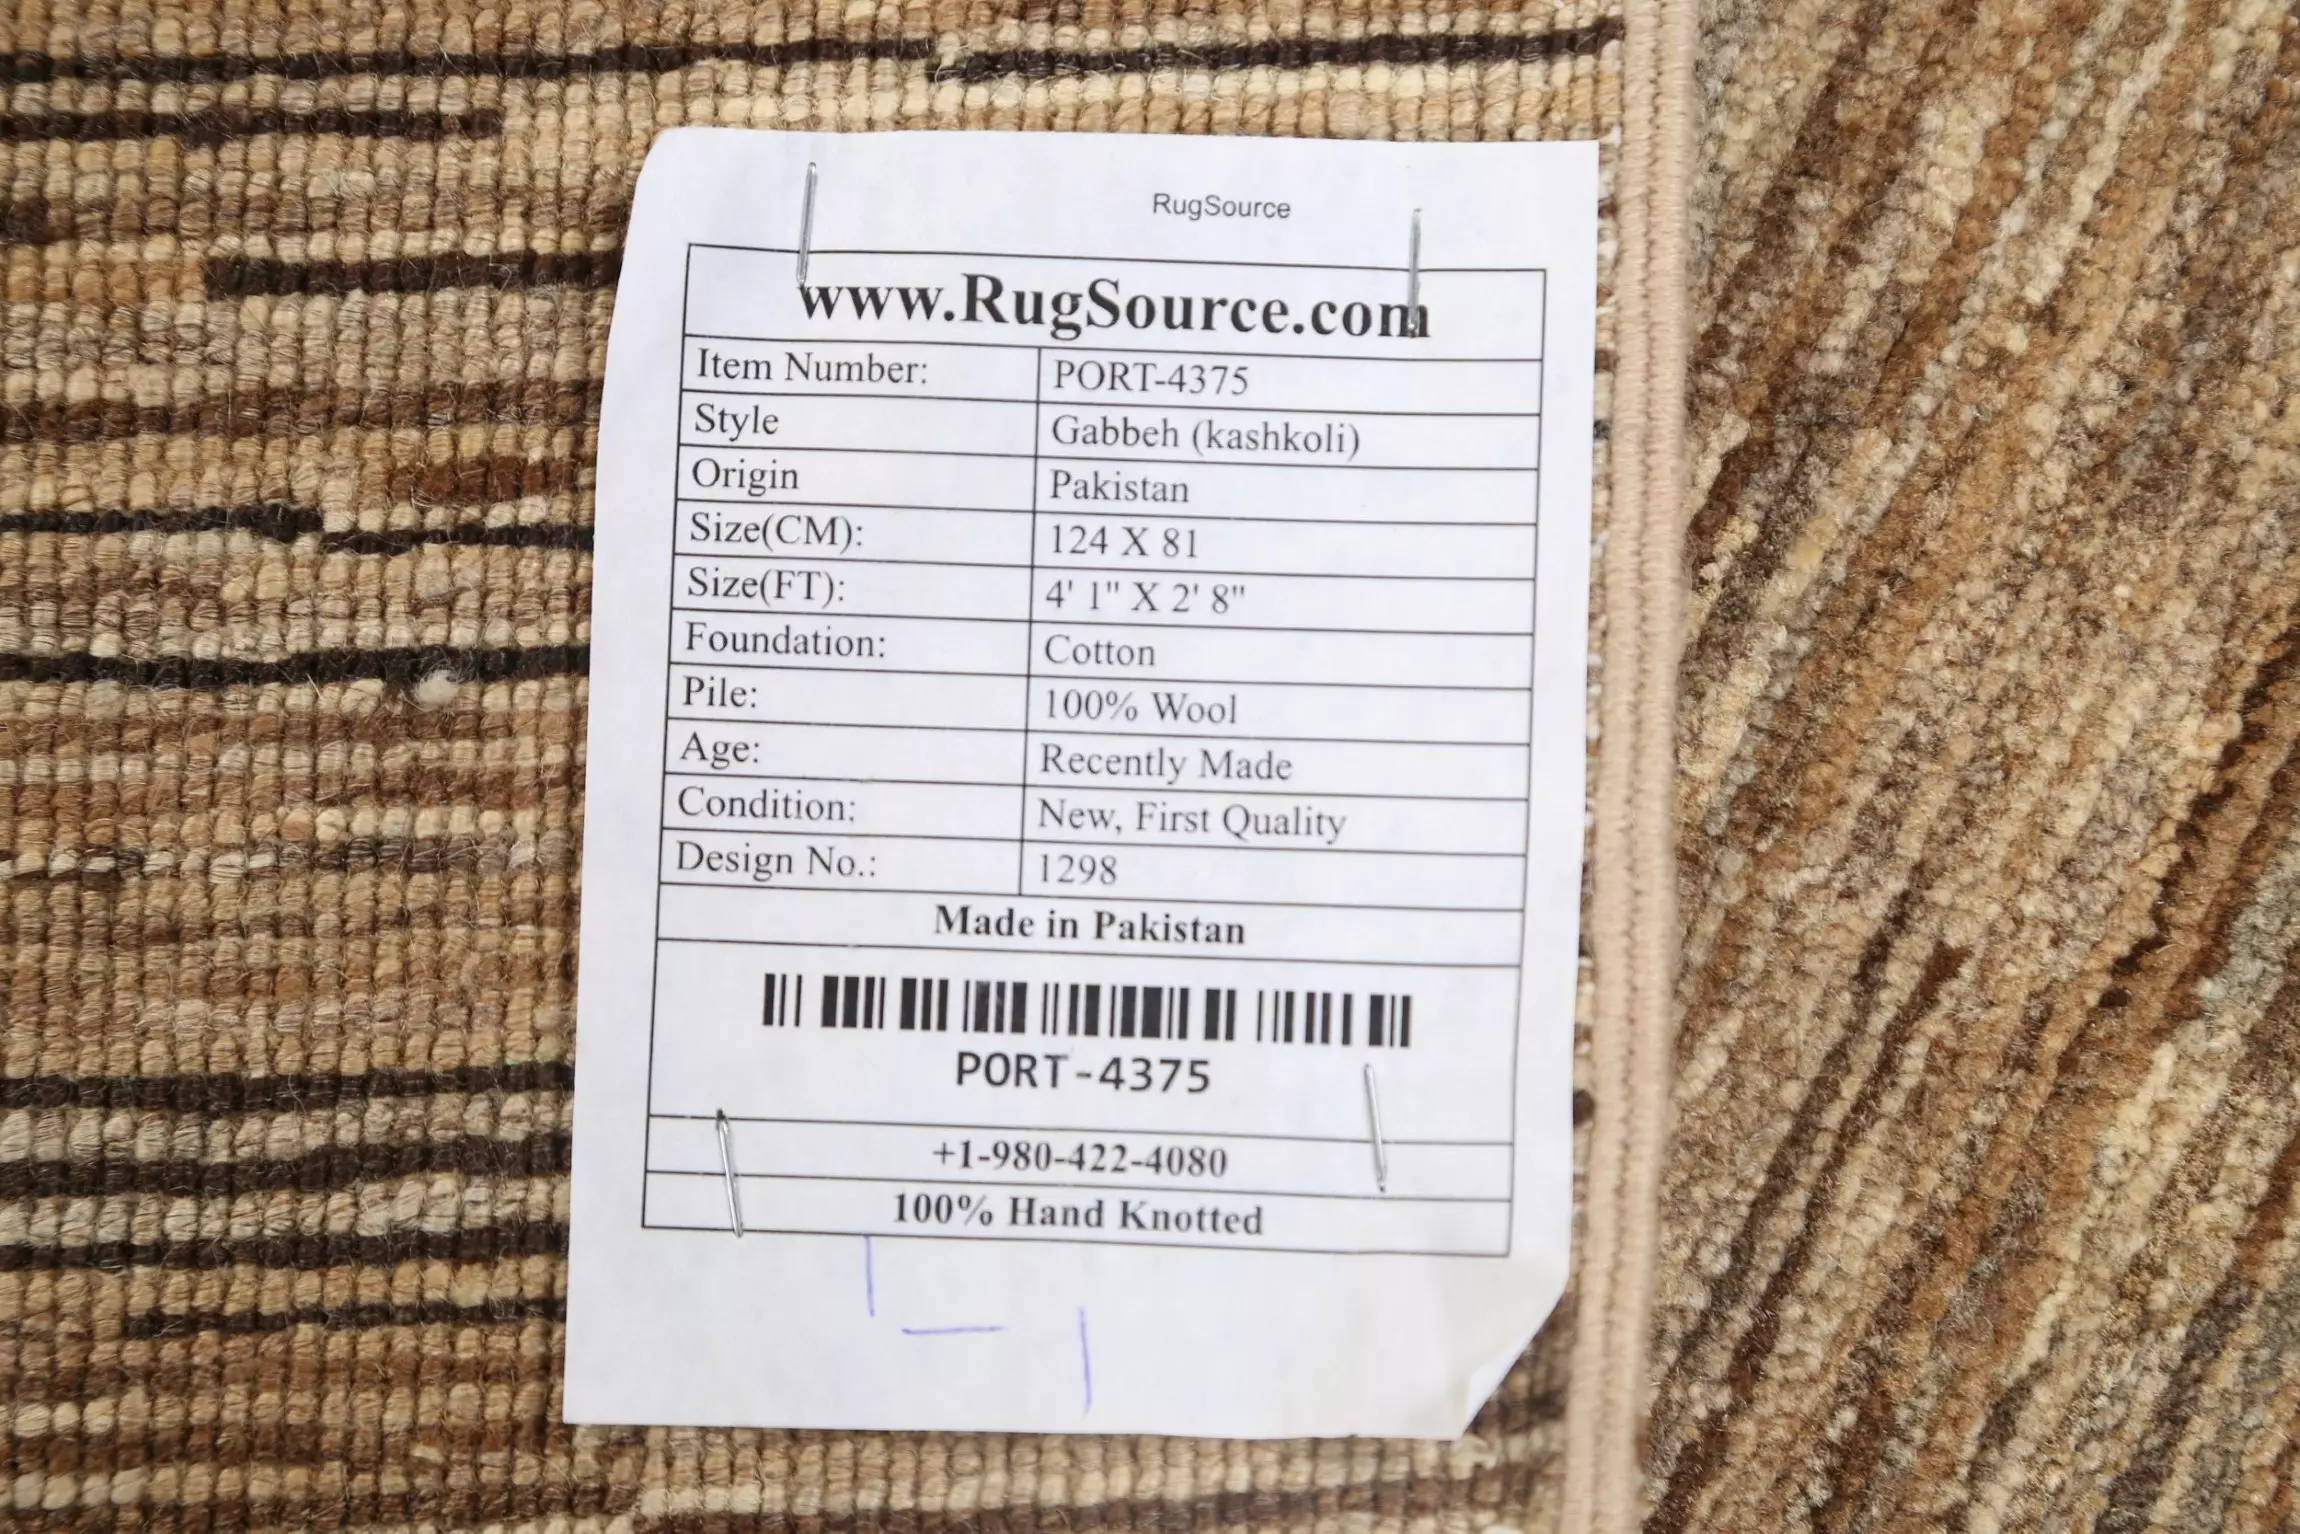 RugSource
www.RugSource.com
Item Number: PORT-4375
Style Gabbeh (kashkoli)
Origin Pakistan
Size(CM): 124 X 81
Size(FT): 4' 1" X 2' 8"
Foundation: Cotton
Pile: 100% Wool
Age: Recently Made
Condition: New, First Quality
Design No.: 1298
Made in Pakistan
PORT-4375
+1-980-422-4080
100% Hand Knotted
1-1